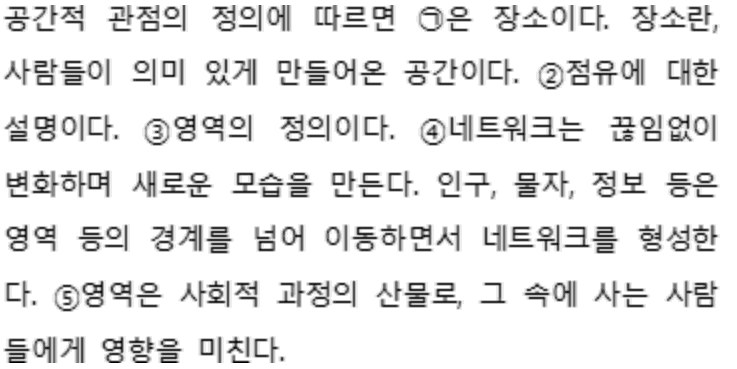 공간적 관점의 정의에 따르면 ㉠은 장소이다. 장소란,
사람들이 의미 있게 만들어온 공간이다. ②점유에 대한
설명이다. ③영역의 정의이다. ④네트워크는 끊임없이
변화하며 새로운 모습을 만든다. 인구, 물자, 정보 등은
영역 등의 경계를 넘어 이동하면서 네트워크를 형성한
다. ⑤영역은 사회적 과정의 산물로, 그 속에 사는 사람
들에게 영향을 미친다.